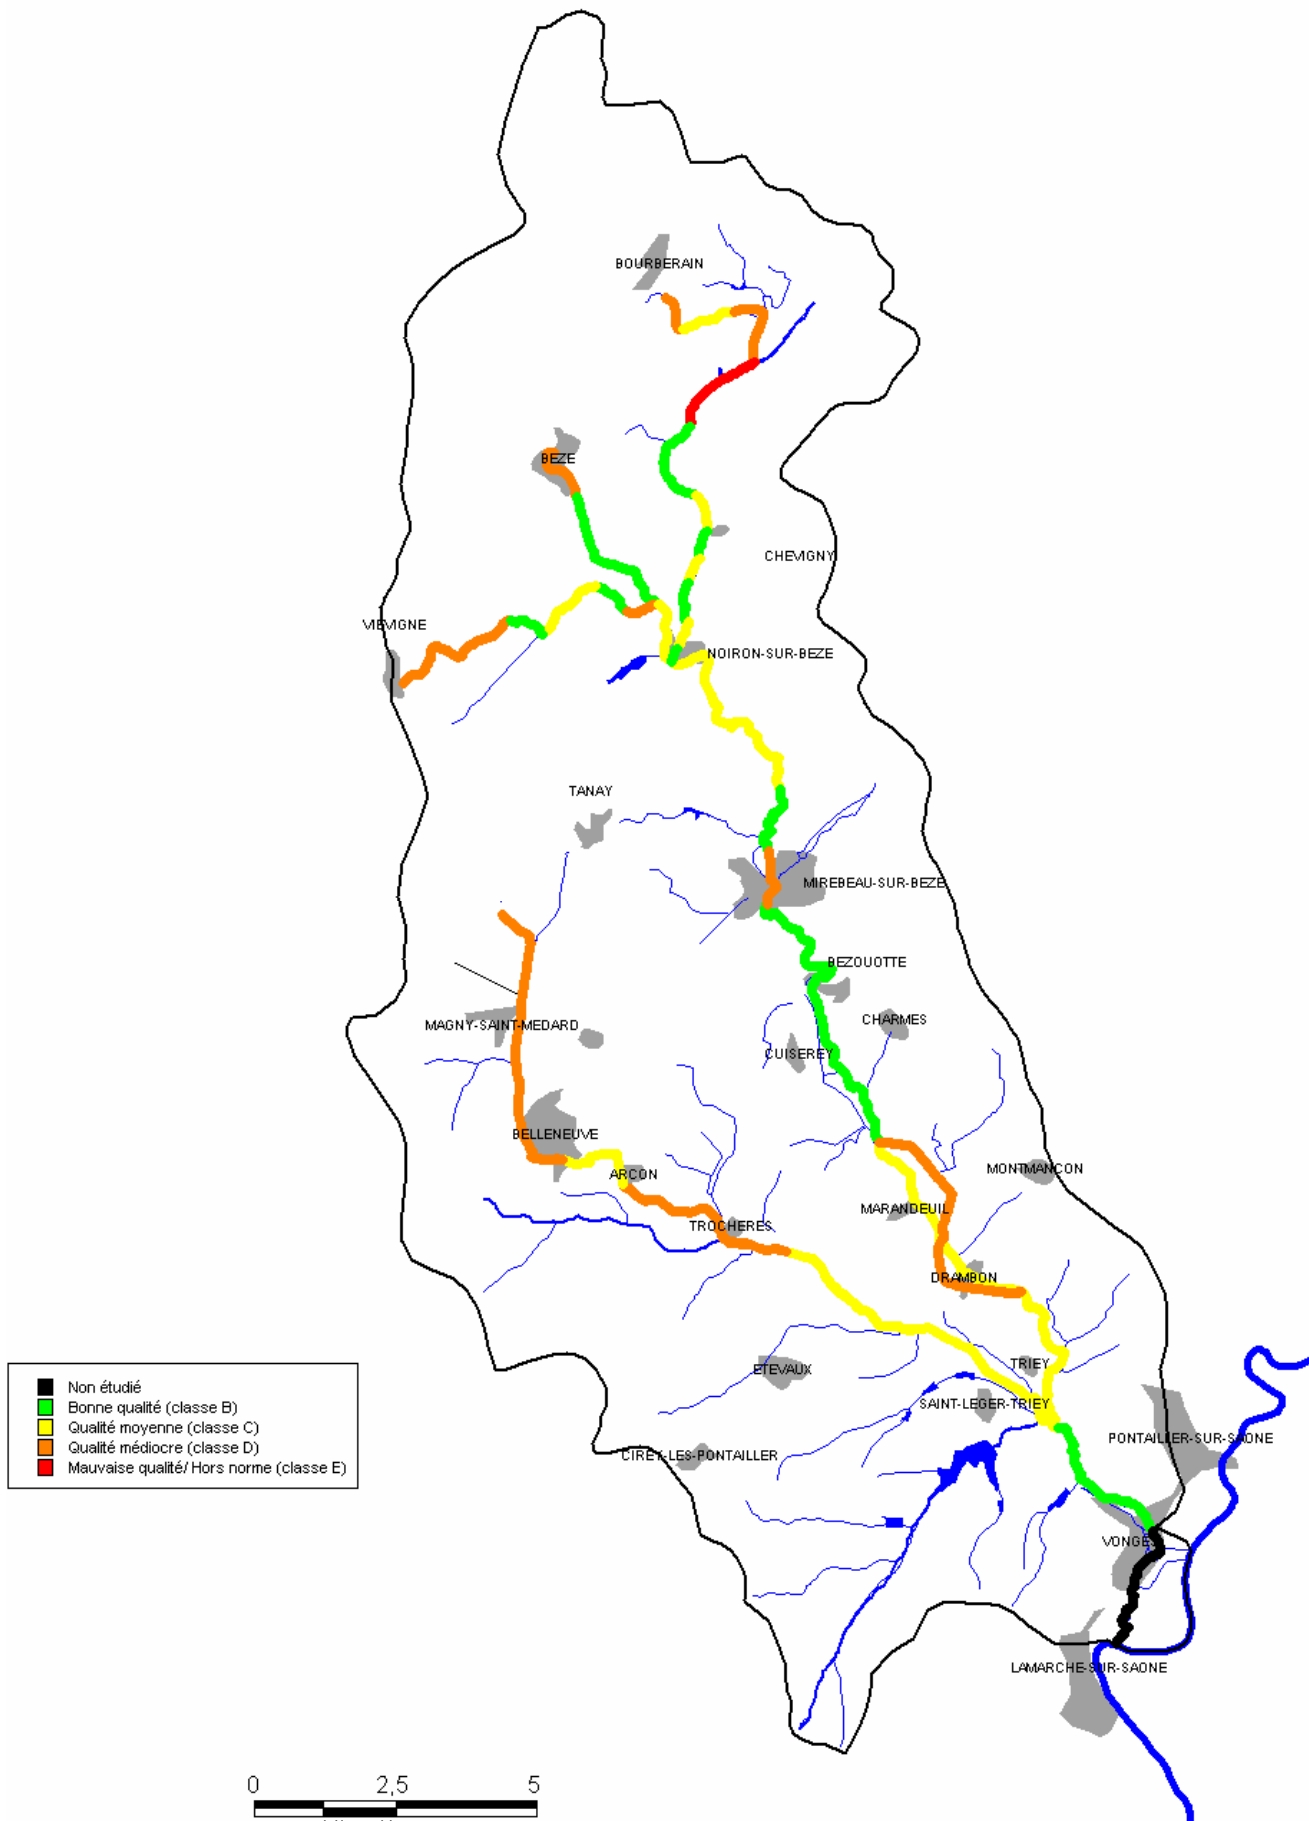 BOURBERAIN
BEZE
CHEVIGNY
VIEVIGNE
NOIRON-SUR-BEZE
TANAY
MIREBEAU-SUR-BEZE
BEZOUOTTE
CHARMES
MAGNY-SAINT-MEDARD
CUISEREY
BELLENEUVE
ARCON
MONTMANCON
MARANDEUIL
TROCHERES
DRAMBON
TRIEY
ETEVAUX
SAINT-LEGER-TRIEY
PONTAILLER-SUR-SAONE
CIREY-LES-PONTAILLER
VONGES
LAMARCHE-SUR-SAONE
Non étudié
Bonne qualité (classe B)
Qualité moyenne (classe C)
Qualité médiocre (classe D)
Mauvaise qualité/ Hors norme (classe E)
0 2,5 5